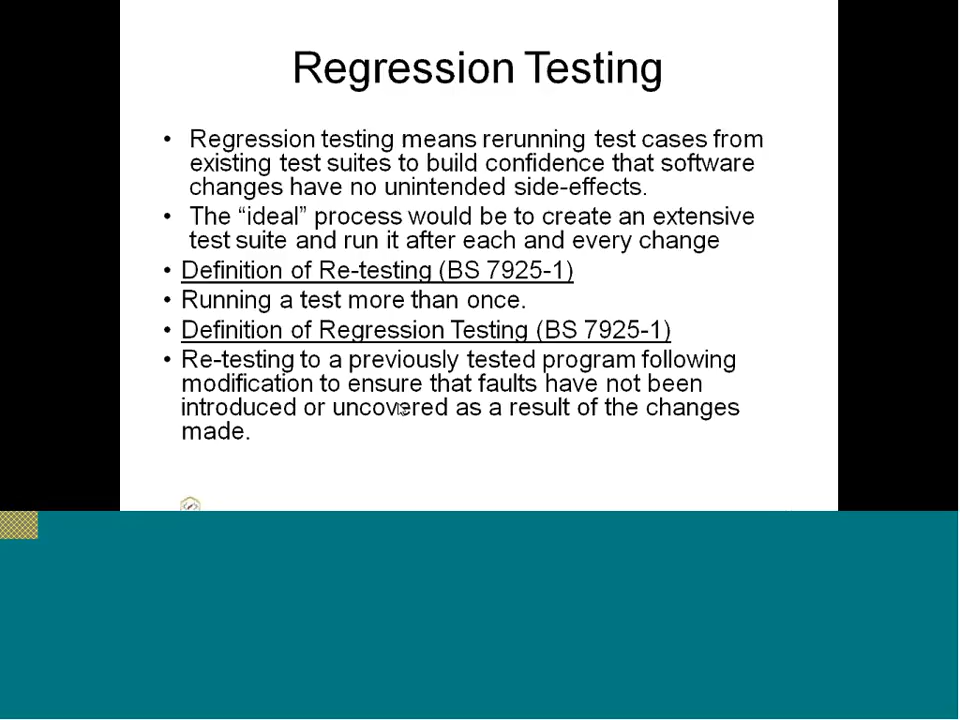 Regression Testing
• Regression testing means rerunning test cases from
existing test suites to build confidence that software
changes have no unintended side-effects.
• The “ideal” process would be to create an extensive
test suite and run it after each and every change
• Definition of Re-testing (BS 7925-1)
• Running a test more than once.
• Definition of Regression Testing (BS 7925-1)
• Re-testing to a previously tested program following
modification to ensure that faults have not been
introduced or uncovered as a result of the changes
made.